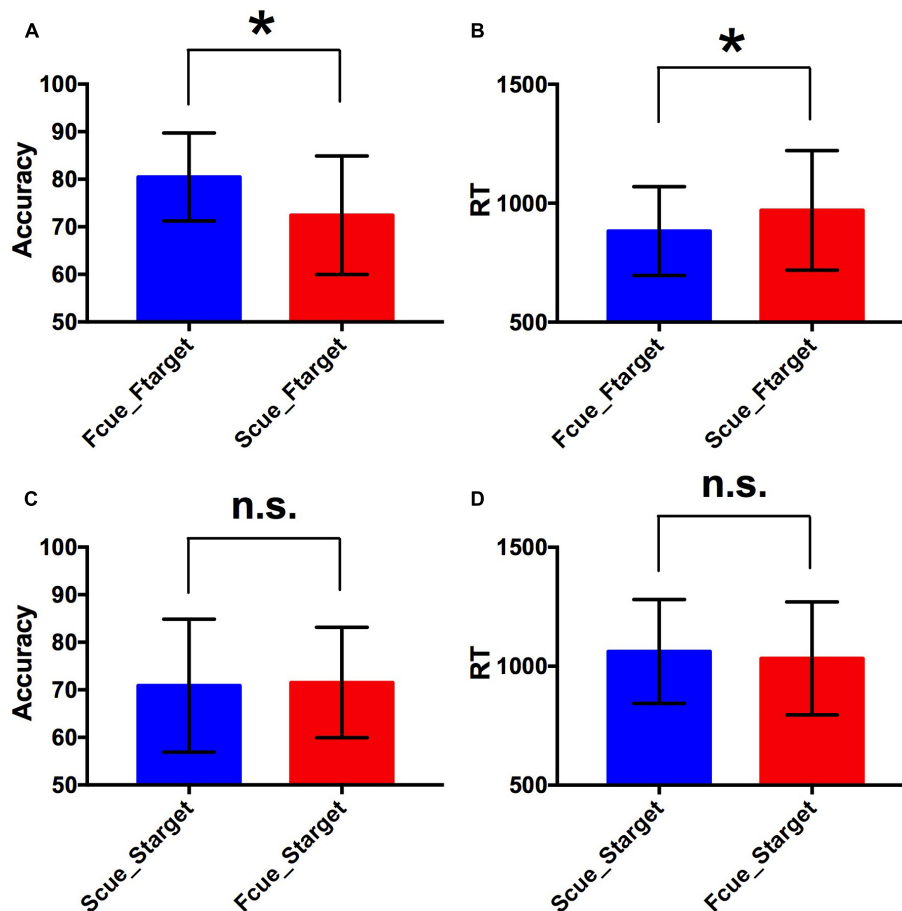 A
*
Accuracy
100
90
80
70
60
50
Fcue_Ftarget
Scue_Ftarget
B
*
RT
1500
1000
500
Fcue_Ftarget
Scue_Ftarget
C
n.s.
Accuracy
100
90
80
70
60
50
Scue_Starget
Fcue_Starget
D
n.s.
RT
1500
1000
500
Scue_Starget
Fcue_Starget